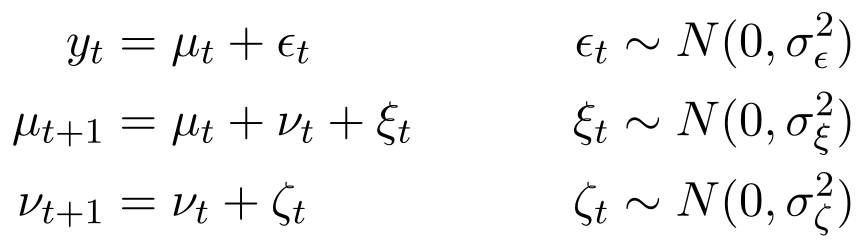 y_t = μ_t + ϵ_t    ϵ_t ∼ N(0, σ_ϵ^2)
μ_{t+1} = μ_t + ν_t + ξ_t    ξ_t ∼ N(0, σ_ξ^2)
ν_{t+1} = ν_t + ζ_t    ζ_t ∼ N(0, σ_ζ^2)